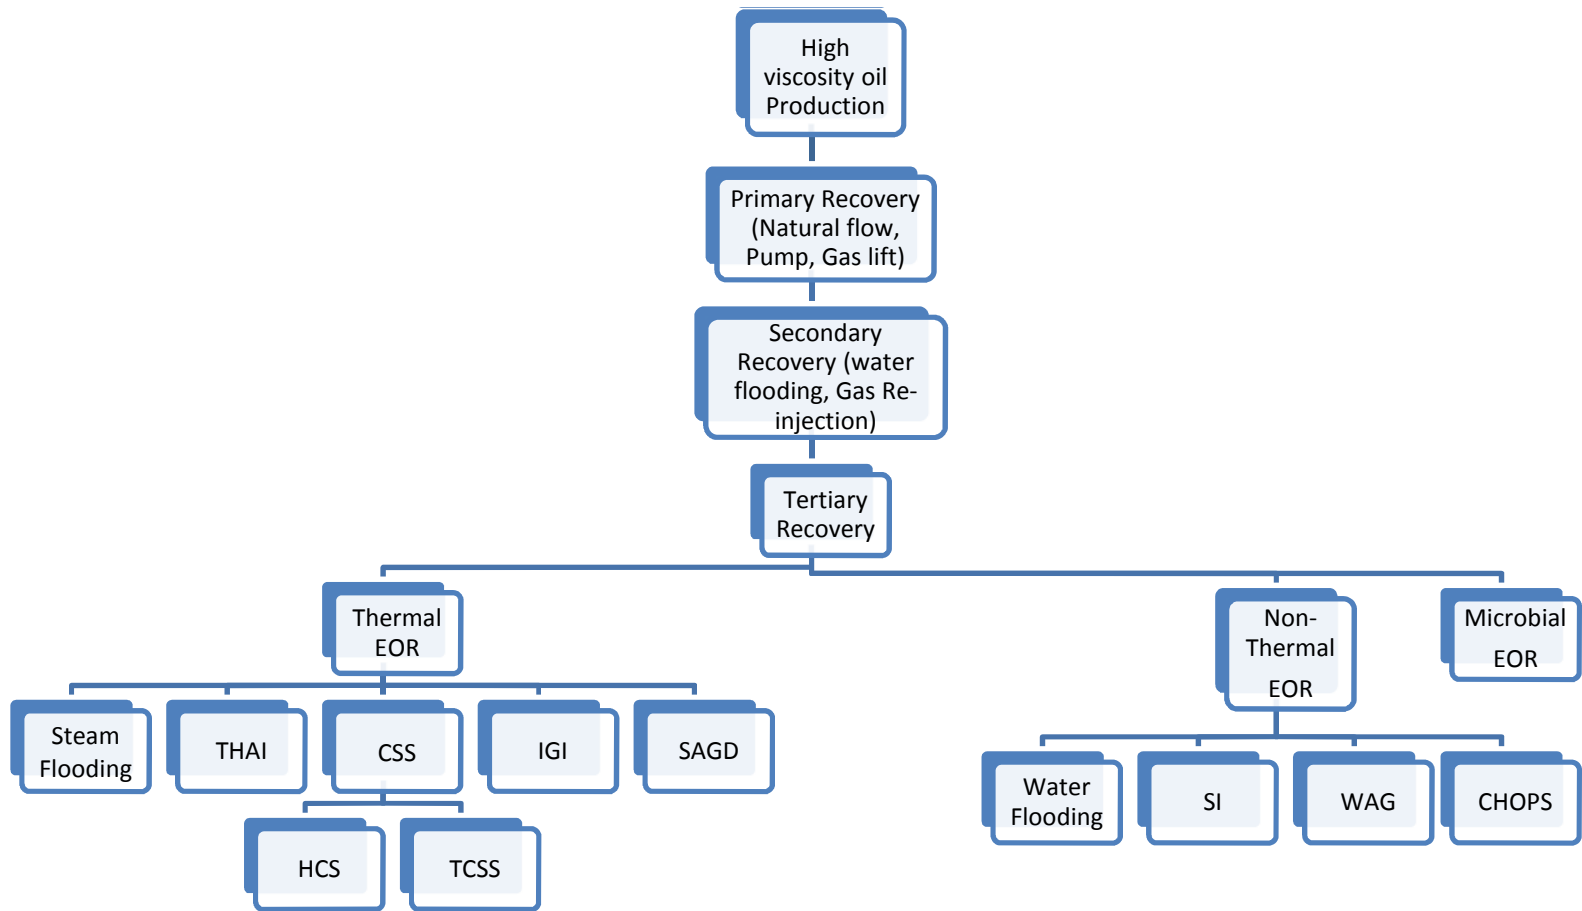 High
viscosity oil
Production
Primary Recovery
(Natural flow,
Pump, Gas lift)
Secondary
Recovery (water
flooding, Gas Re-
injection)
Tertiary
Recovery
Thermal
EOR
Non-
Thermal
EOR
Microbial
EOR
Steam
Flooding
THAI
CSS
IGI
SAGD
Water
Flooding
SI
WAG
CHOPS
HCS
TCSS